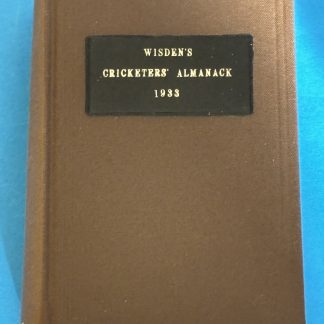 WISDEN'S
CRICKETERS' ALMANACK
1933